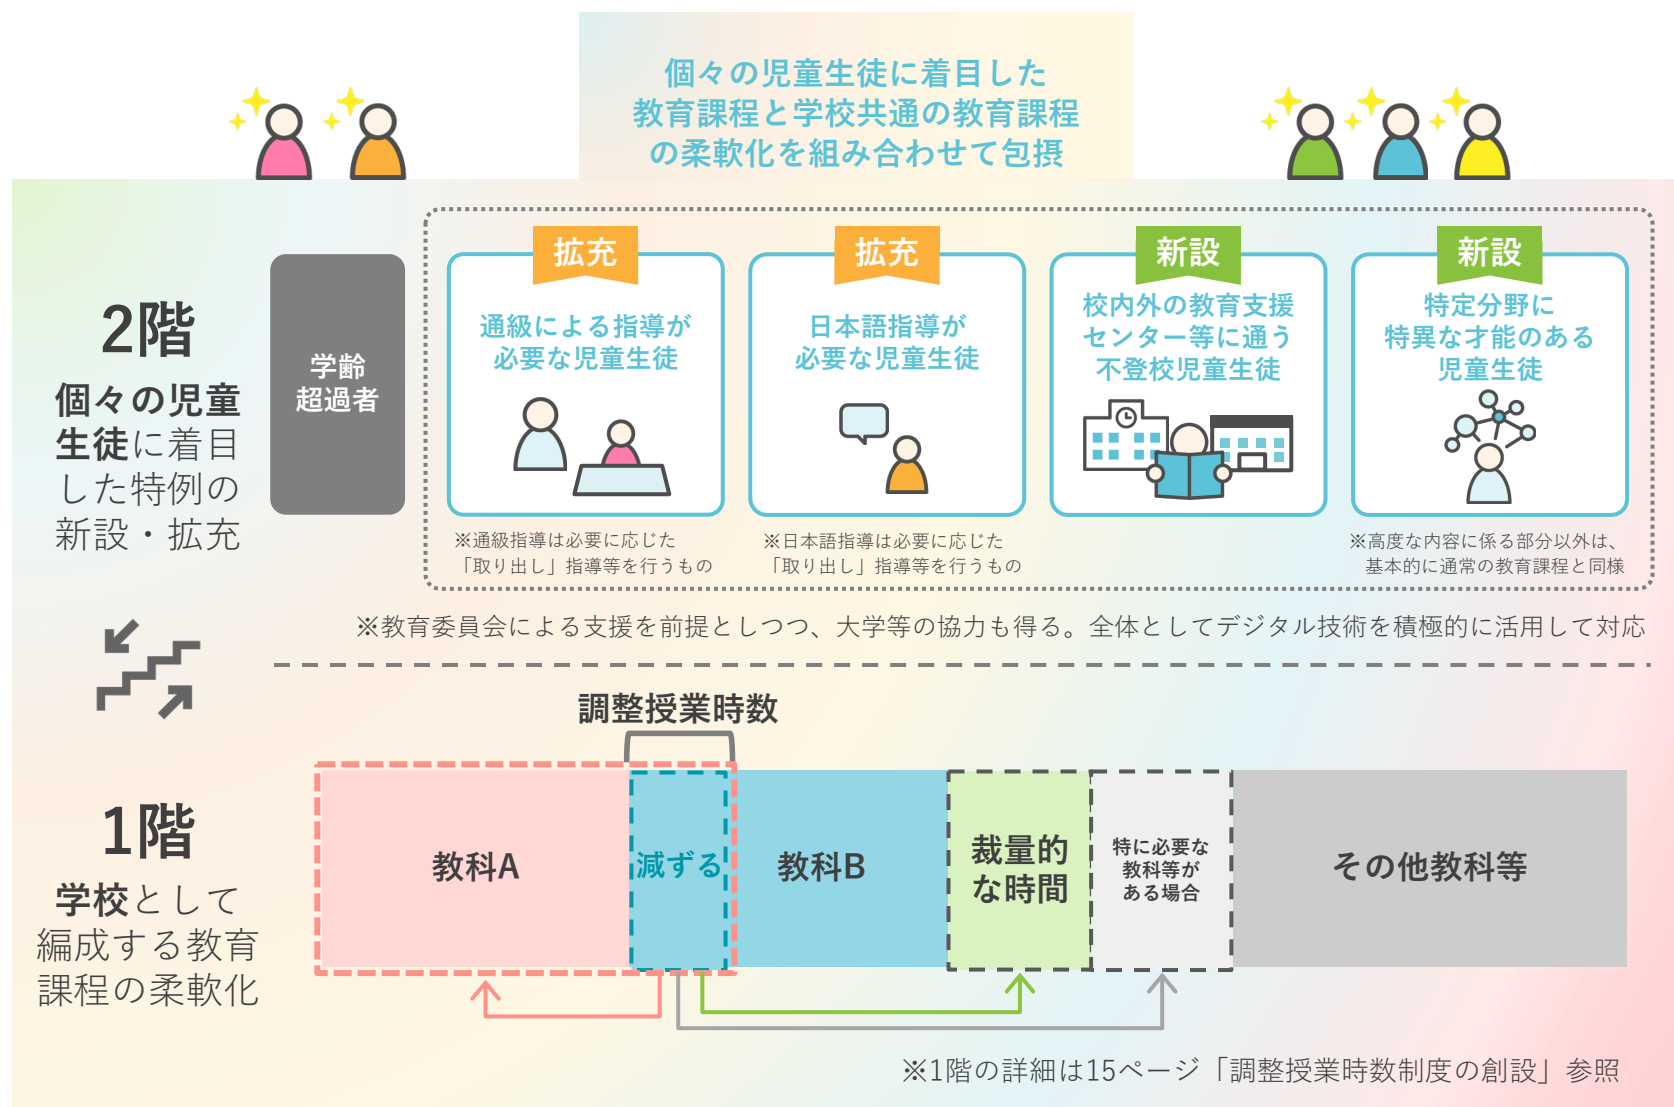 個々の児童生徒に着目した
教育課程と学校共通の教育課程
の柔軟化を組み合わせて包摂
2階
個々の児童
生徒に着目
した特例の
新設・拡充
学齢
超過者
拡充
通級による指導が
必要な児童生徒
※通級指導は必要に応じた
「取り出し」指導等を行うもの
拡充
日本語指導が
必要な児童生徒
※日本語指導は必要に応じた
「取り出し」指導等を行うもの
新設
校内外の教育支援
センター等に通う
不登校児童生徒
新設
特定分野に
特異な才能のある
児童生徒
※高度な内容に係る部分以外は、
基本的に通常の教育課程と同様
※教育委員会による支援を前提としつつ、大学等の協力も得る。全体としてデジタル技術を積極的に活用して対応
1階
学校として
編成する教育
課程の柔軟化
調整授業時数
教科A
減ずる
教科B
裁量的
な時間
特に必要な
教科等が
ある場合
その他教科等
※1階の詳細は15ページ「調整授業時数制度の創設」参照